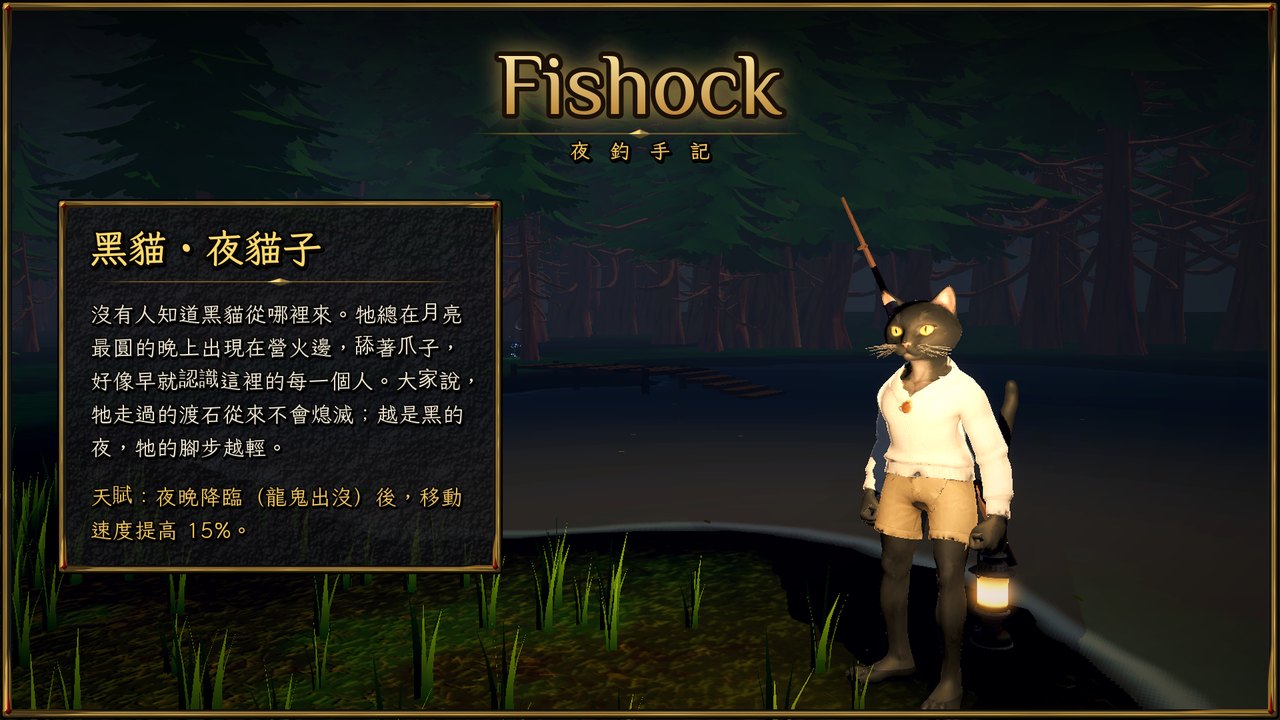 Fishock
夜釣手記
黑貓・夜貓子
沒有人知道黑貓從哪裡來。牠總在月亮
最圓的晚上出現在營火邊，舔著爪子，
好像早就認識這裡的每一個人。大家說，
牠走過的渡石從來不會熄滅；越是黑的
夜，牠的腳步越輕。
天賦：夜晚降臨（龍鬼出沒）後，移動
速度提高 15%。